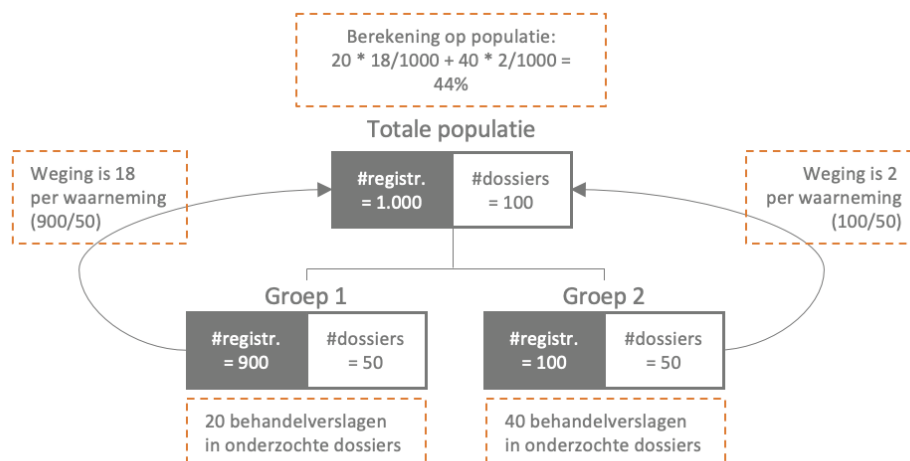 Berekening op populatie:
20 * 18/1000 + 40 * 2/1000 =
44%
Totale populatie
Weging is 18
per waarneming
(900/50)
#registr.
= 1.000
#dossiers
= 100
Weging is 2
per waarneming
(100/50)
Groep 1
#registr.
= 900
#dossiers
= 50
20 behandelverslagen
in onderzochte dossiers
Groep 2
#registr.
= 100
#dossiers
= 50
40 behandelverslagen
in onderzochte dossiers